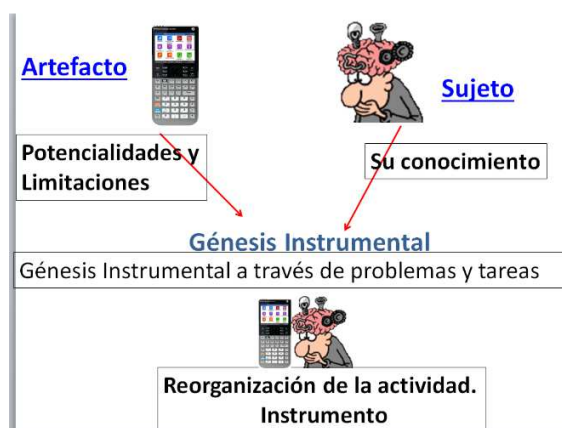 Artefacto
Sujeto
Potencialidades y
Limitaciones
Su conocimiento
Génesis Instrumental
Génesis Instrumental a través de problemas y tareas
Reorganización de la actividad.
Instrumento